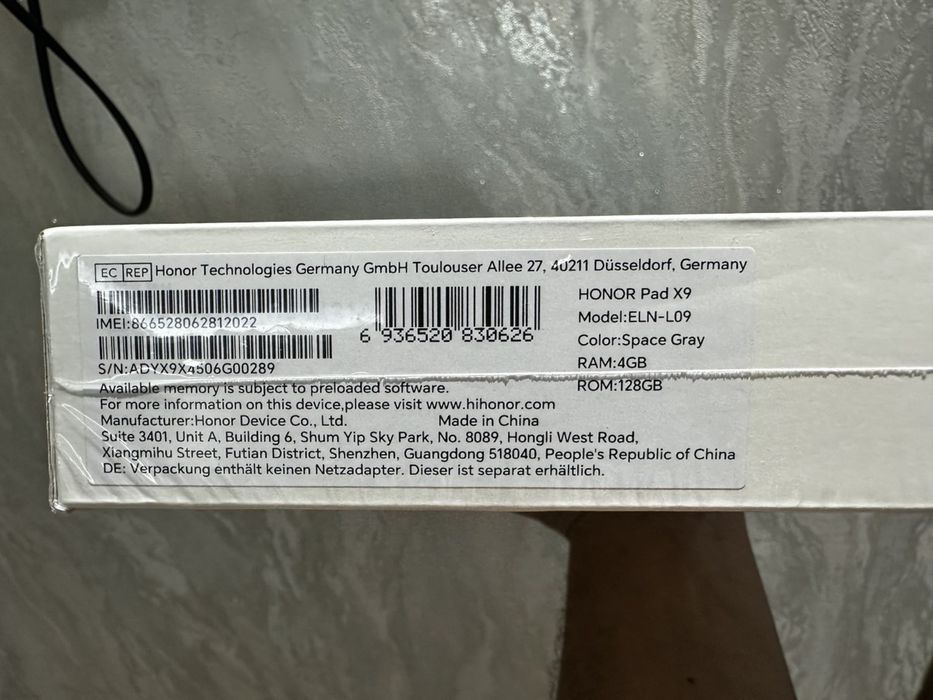 EC REP Honor Technologies Germany GmbH Toulouser Allee 27, 40211 Düsseldorf, Germany
IMEI:866528062812022
S/N:ADYX9X4506G00289
6 936520 830626
HONOR Pad X9
Model:ELN-L09
Color:Space Gray
RAM:4GB
ROM:128GB
Available memory is subject to preloaded software.
For more information on this device,please visit www.hihonor.com
Manufacturer:Honor Device Co., Ltd. Made in China
Suite 3401, Unit A, Building 6, Shum Yip Sky Park, No. 8089, Hongli West Road,
Xiangmihu Street, Futian District, Shenzhen, Guangdong 518040, People's Republic of China
DE: Verpackung enthält keinen Netzadapter. Dieser ist separat erhältlich.